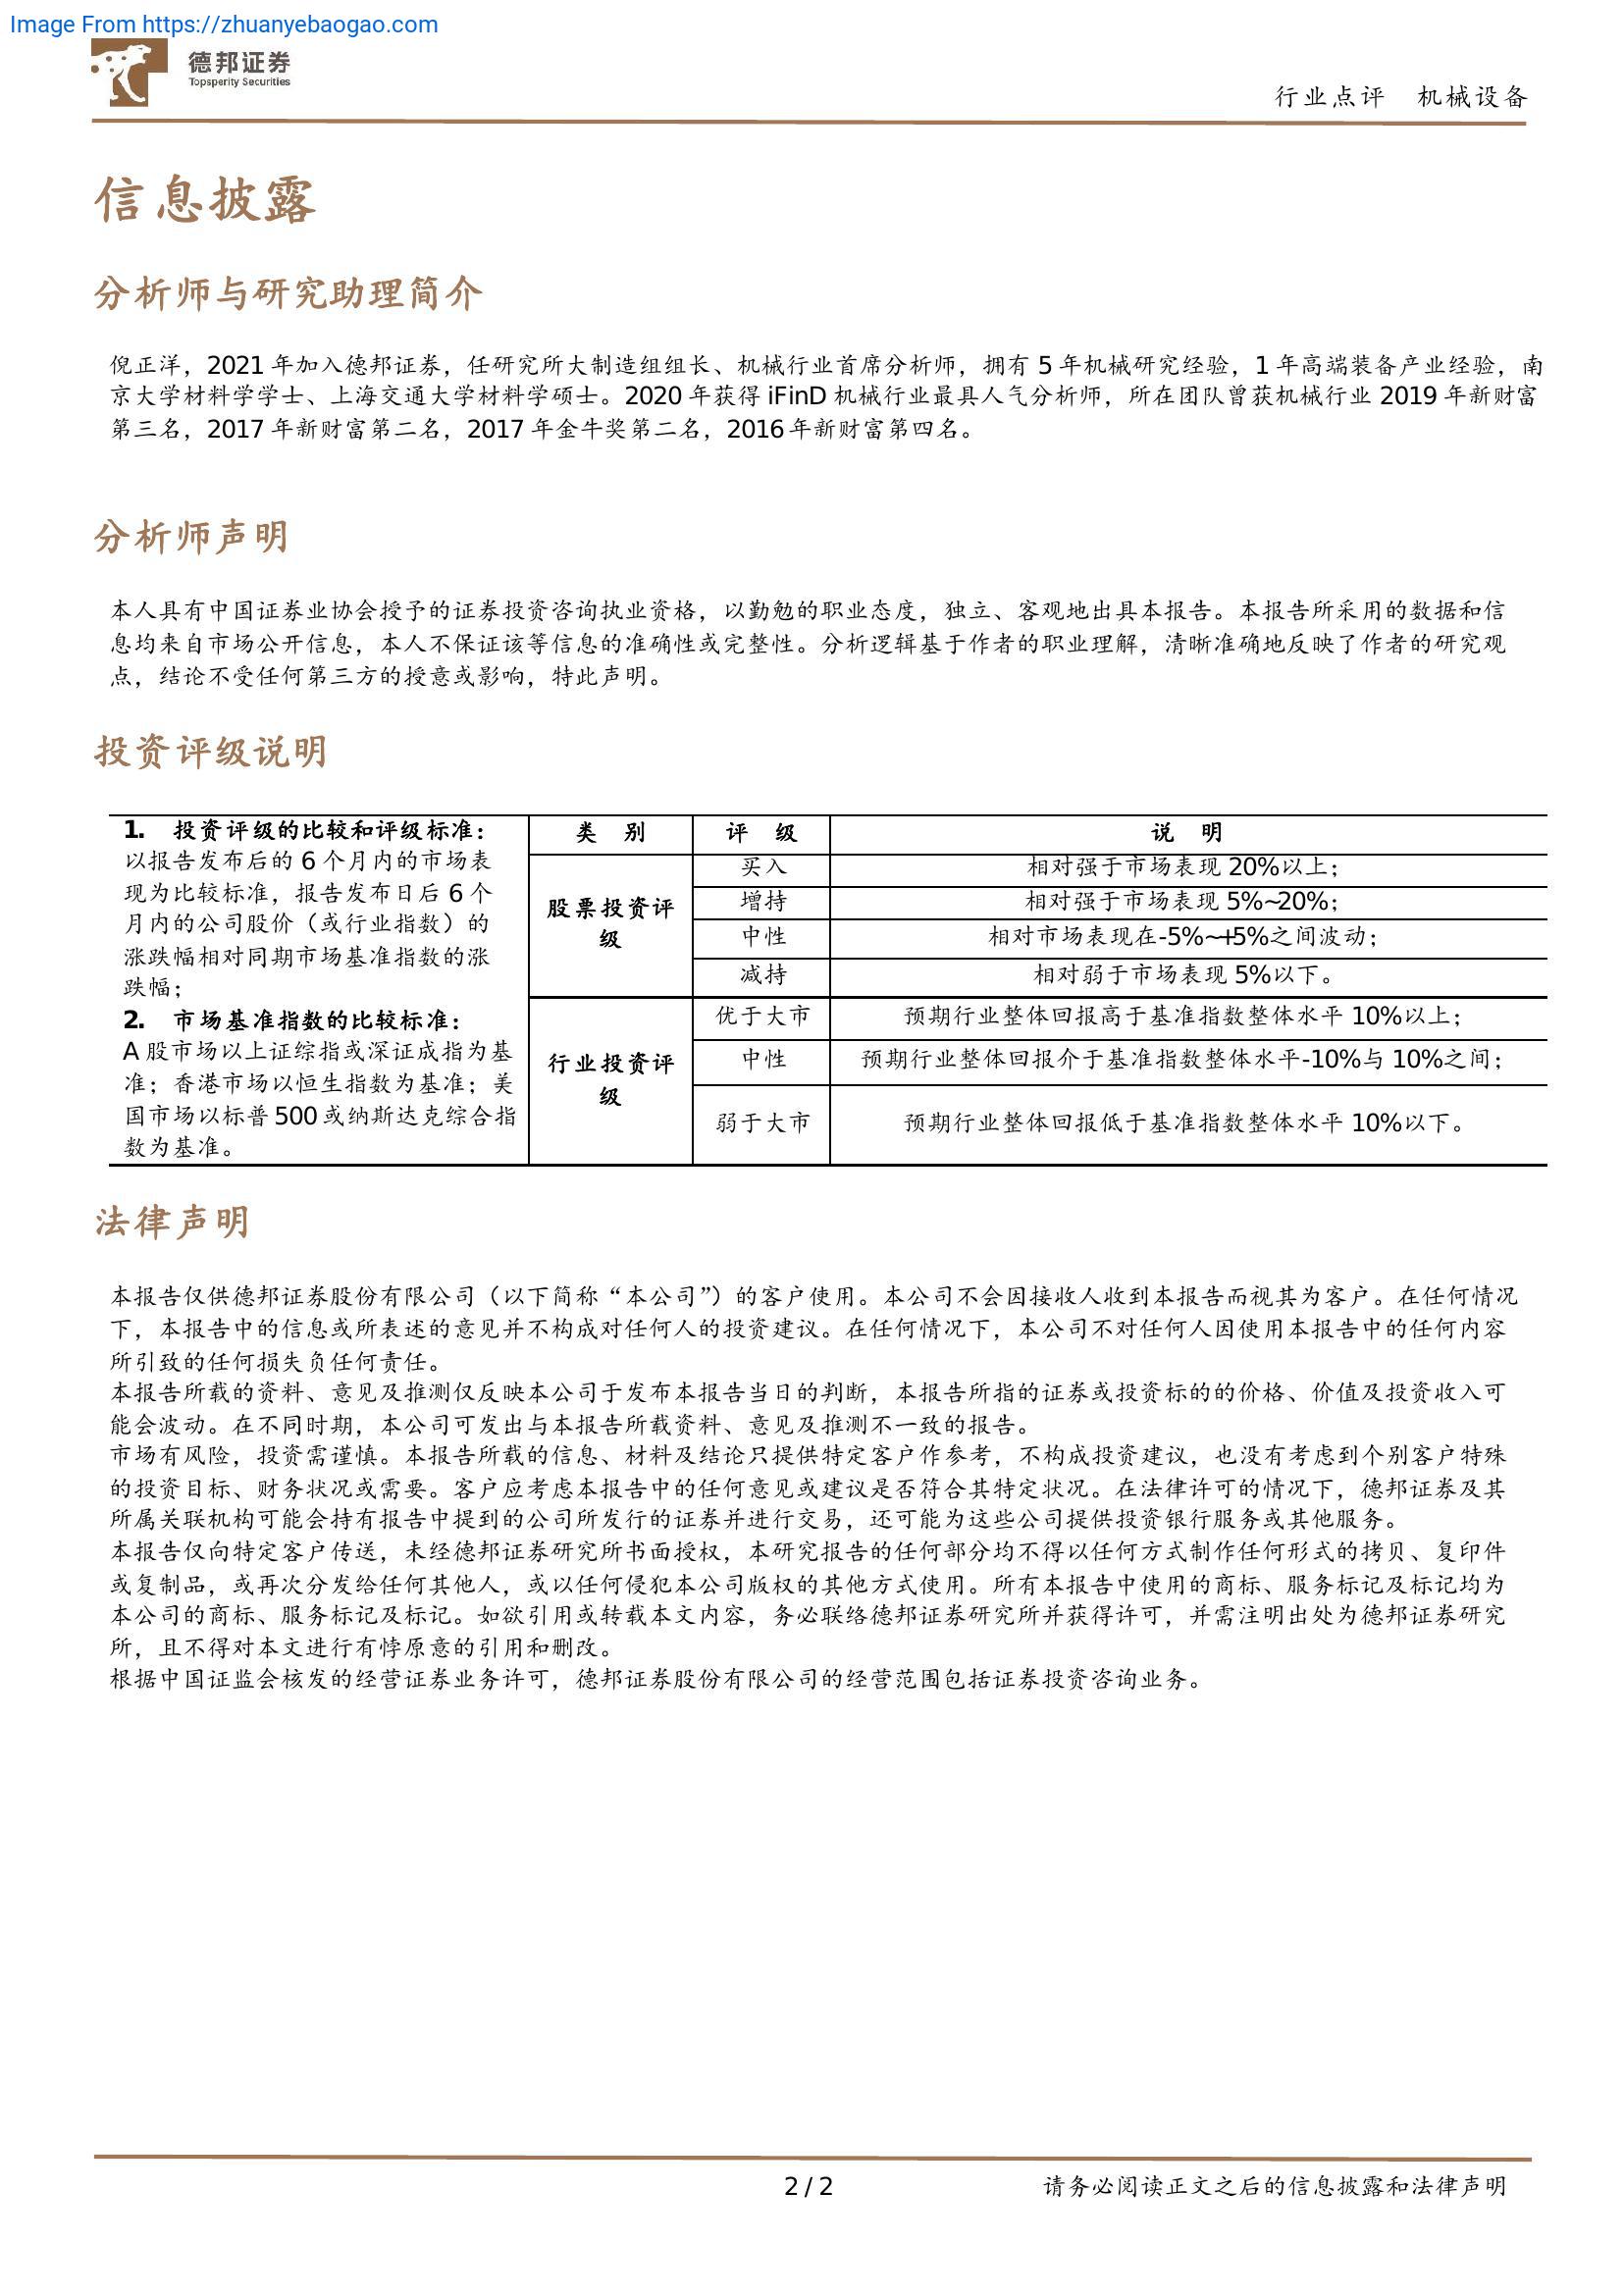 Image From https://zhuanyebaogao.com
德邦证券
Topsperity Securities
行业点评 机械设备
信息披露
分析师与研究助理简介
倪正洋，2021 年加入德邦证券，任研究所大制造组组长、机械行业首席分析师，拥有 5 年机械研究经验，1 年高端装备产业经验，南
京大学材料学学士、上海交通大学材料学硕士。2020 年获得 iFinD 机械行业最具人气分析师，所在团队曾获机械行业 2019 年新财富
第三名，2017 年新财富第二名，2017 年金牛奖第二名，2016 年新财富第四名。
分析师声明
本人具有中国证券业协会授予的证券投资咨询执业资格，以勤勉的职业态度，独立、客观地出具本报告。本报告所采用的数据和信
息均来自市场公开信息，本人不保证该等信息的准确性或完整性。分析逻辑基于作者的职业理解，清晰准确地反映了作者的研究观
点，结论不受任何第三方的授意或影响，特此声明。
投资评级说明
1. 投资评级的比较和评级标准：
以报告发布后的 6 个月内的市场表
现为比较标准，报告发布日后 6 个
月内的公司股价（或行业指数）的
涨跌幅相对同期市场基准指数的涨
跌幅；
2. 市场基准指数的比较标准：
A 股市场以上证综指或深证成指为基
准；香港市场以恒生指数为基准；美
国市场以标普 500 或纳斯达克综合指
数为基准。
类 别 评 级 说 明
股票投资评
级
买入 相对强于市场表现 20%以上；
增持 相对强于市场表现 5%~20%；
中性 相对市场表现在-5%~+5%之间波动；
减持 相对弱于市场表现 5%以下。
行业投资评
级
优于大市 预期行业整体回报高于基准指数整体水平 10%以上；
中性 预期行业整体回报介于基准指数整体水平-10%与 10%之间；
弱于大市 预期行业整体回报低于基准指数整体水平 10%以下。
法律声明
本报告仅供德邦证券股份有限公司（以下简称“本公司”）的客户使用。本公司不会因接收人收到本报告而视其为客户。在任何情况
下，本报告中的信息或所表述的意见并不构成对任何人的投资建议。在任何情况下，本公司不对任何人因使用本报告中的任何内容
所引致的任何损失负任何责任。
本报告所载的资料、意见及推测仅反映本公司于发布本报告当日的判断，本报告所指的证券或投资标的的价格、价值及投资收入可
能会波动。在不同时期，本公司可发出与本报告所载资料、意见及推测不一致的报告。
市场有风险，投资需谨慎。本报告所载的信息、材料及结论只提供特定客户作参考，不构成投资建议，也没有考虑到个别客户特殊
的投资目标、财务状况或需要。客户应考虑本报告中的任何意见或建议是否符合其特定状况。在法律许可的情况下，德邦证券及其
所属关联机构可能会持有报告中提到的公司所发行的证券并进行交易，还可能为这些公司提供投资银行服务或其他服务。
本报告仅向特定客户传送，未经德邦证券研究所书面授权，本研究报告的任何部分均不得以任何方式制作任何形式的拷贝、复印件
或复制品，或再次分发给任何其他人，或以任何侵犯本公司版权的其他方式使用。所有本报告中使用的商标、服务标记及标记均为
本公司的商标、服务标记及标记。如欲引用或转载本文内容，务必联络德邦证券研究所并获得许可，并需注明出处为德邦证券研究
所，且不得对本文进行有悖原意的引用和删改。
根据中国证监会核发的经营证券业务许可，德邦证券股份有限公司的经营范围包括证券投资咨询业务。
2 / 2 请务必阅读正文之后的信息披露和法律声明